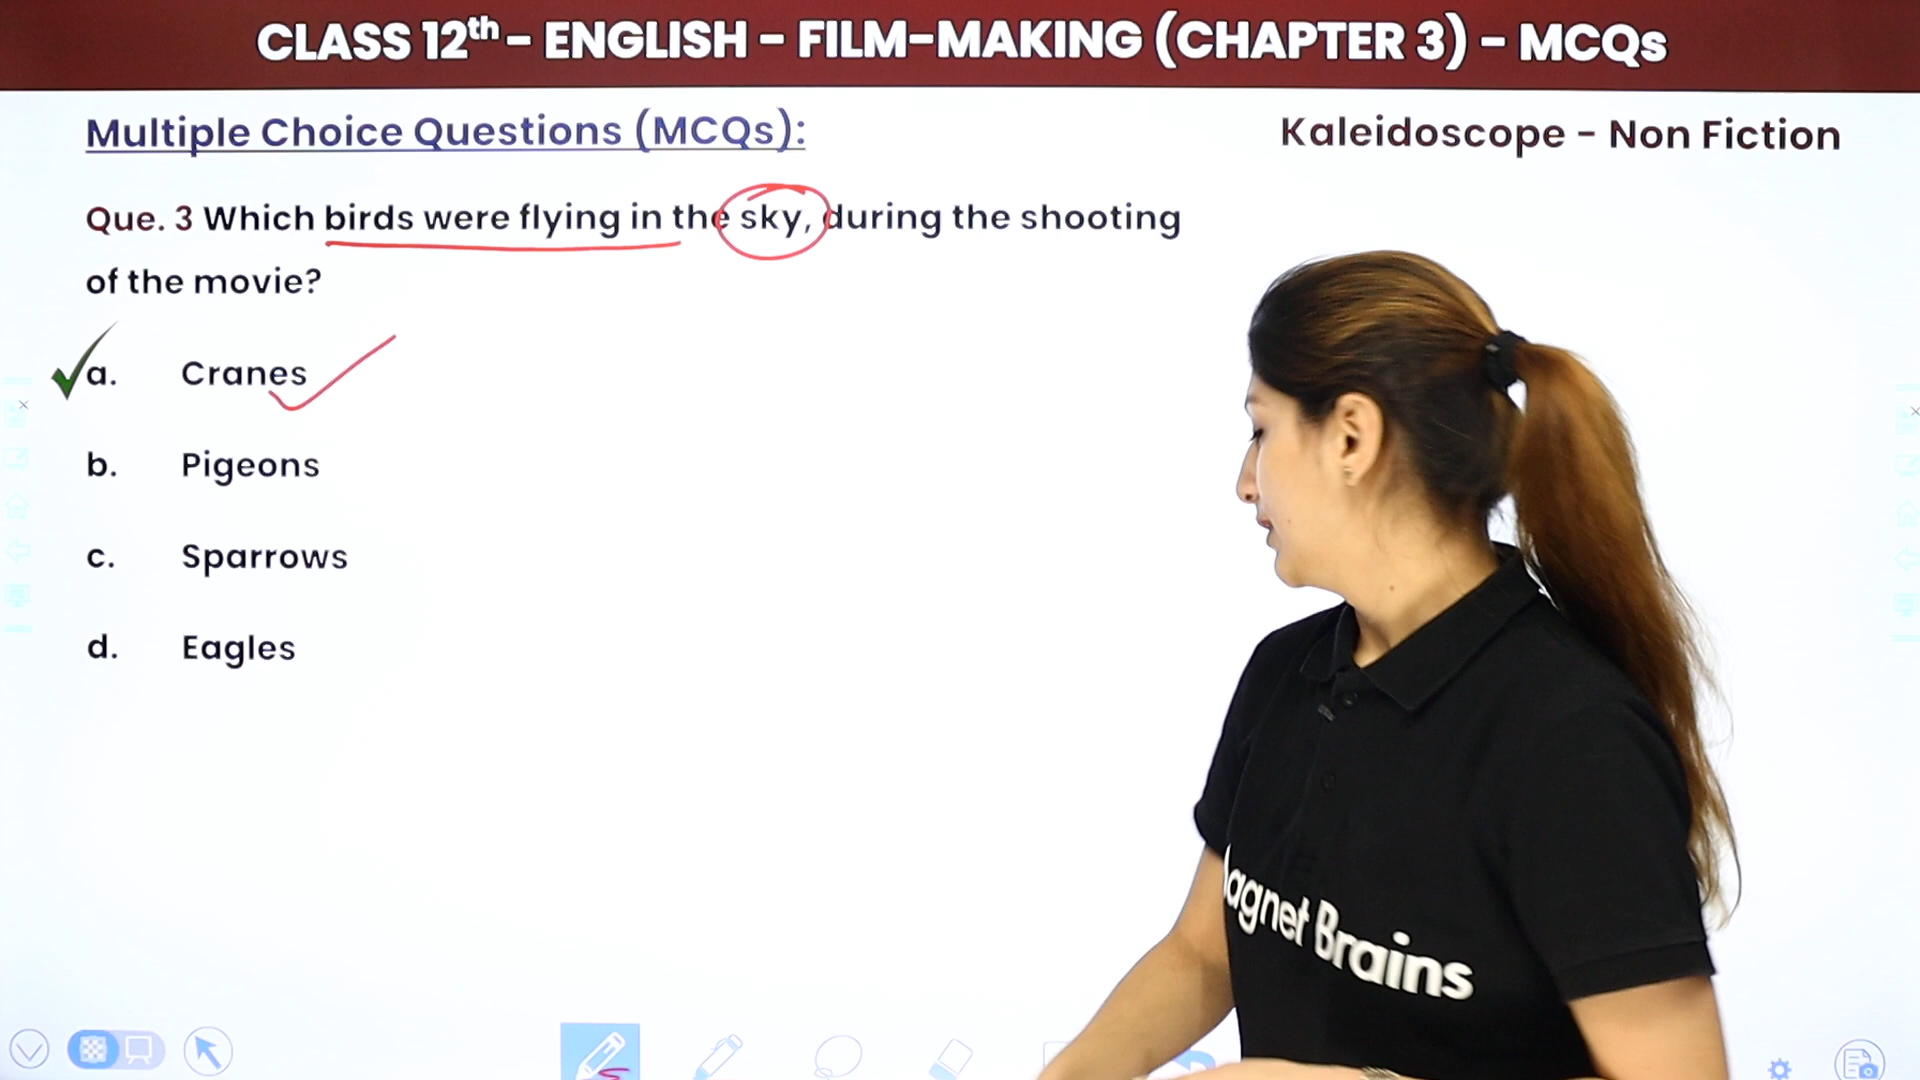 CLASS 12th - ENGLISH - FILM-MAKING (CHAPTER 3) - MCQs
Multiple Choice Questions (MCQs):
Kaleidoscope - Non Fiction
Que. 3 Which birds were flying in the sky, during the shooting
of the movie?
a. Cranes
b. Pigeons
c. Sparrows
d. Eagles
agnet Brains